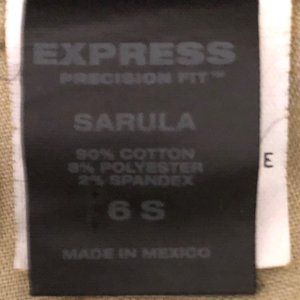 EXPRESS
PRECISION FIT™
SARULA
90% COTTON
8% POLYESTER
2% SPANDEX
6 S
MADE IN MEXICO
E